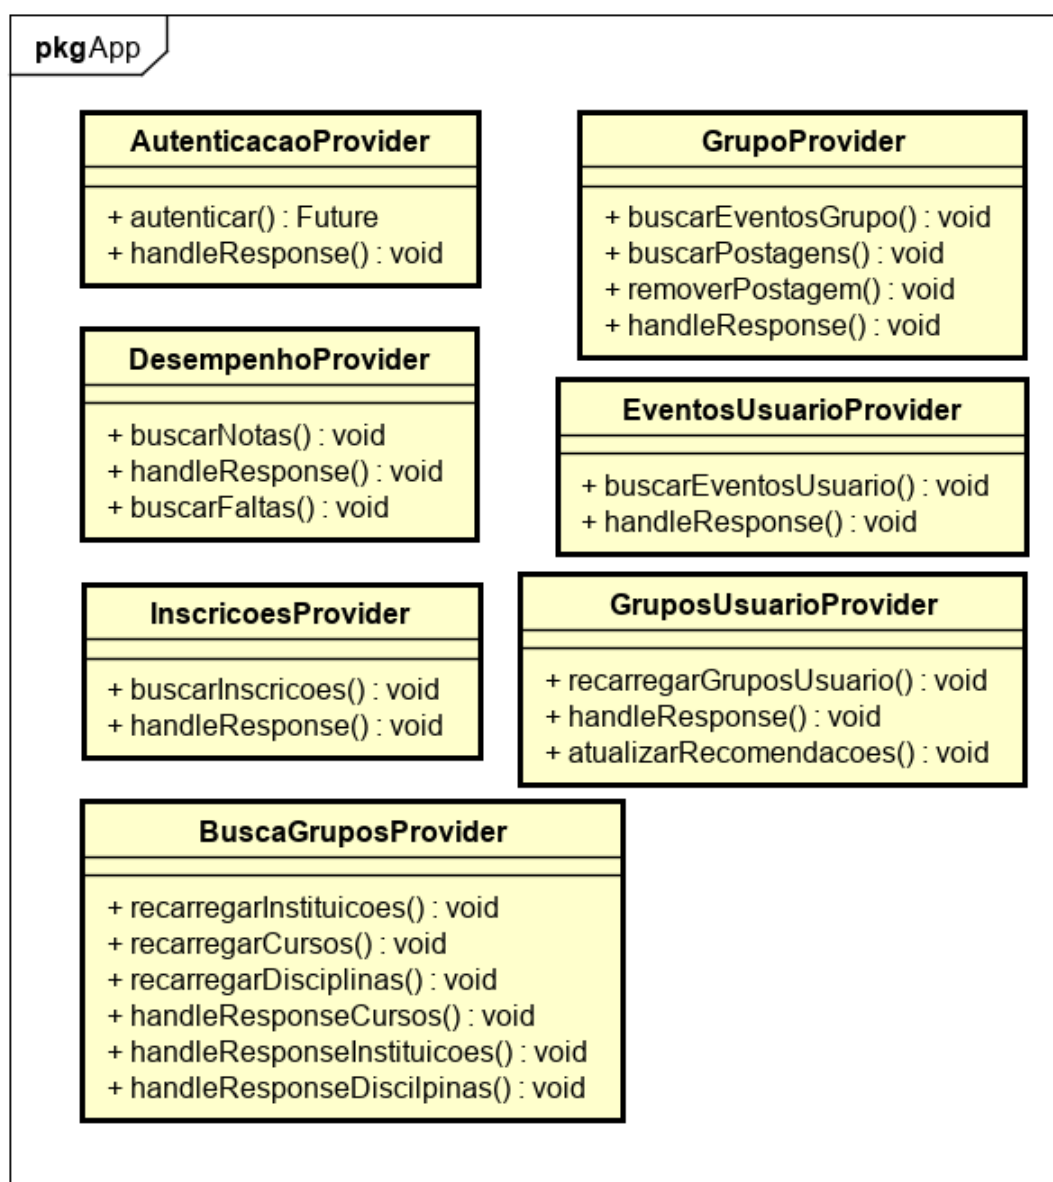 pkg App
AutenticacaoProvider
+ autenticar() : Future
+ handleResponse() : void
DesempenhoProvider
+ buscarNotas() : void
+ handleResponse() : void
+ buscarFaltas() : void
InscricoesProvider
+ buscarInscricoes() : void
+ handleResponse() : void
BuscaGruposProvider
+ recarregarInstituicoes() : void
+ recarregarCursos() : void
+ recarregarDisciplinas() : void
+ handleResponseCursos() : void
+ handleResponseInstituicoes() : void
+ handleResponseDiscilpinas() : void
GrupoProvider
+ buscarEventosGrupo() : void
+ buscarPostagens() : void
+ removerPostagem() : void
+ handleResponse() : void
EventosUsuarioProvider
+ buscarEventosUsuario() : void
+ handleResponse() : void
GruposUsuarioProvider
+ recarregarGruposUsuario() : void
+ handleResponse() : void
+ atualizarRecomendacoes() : void